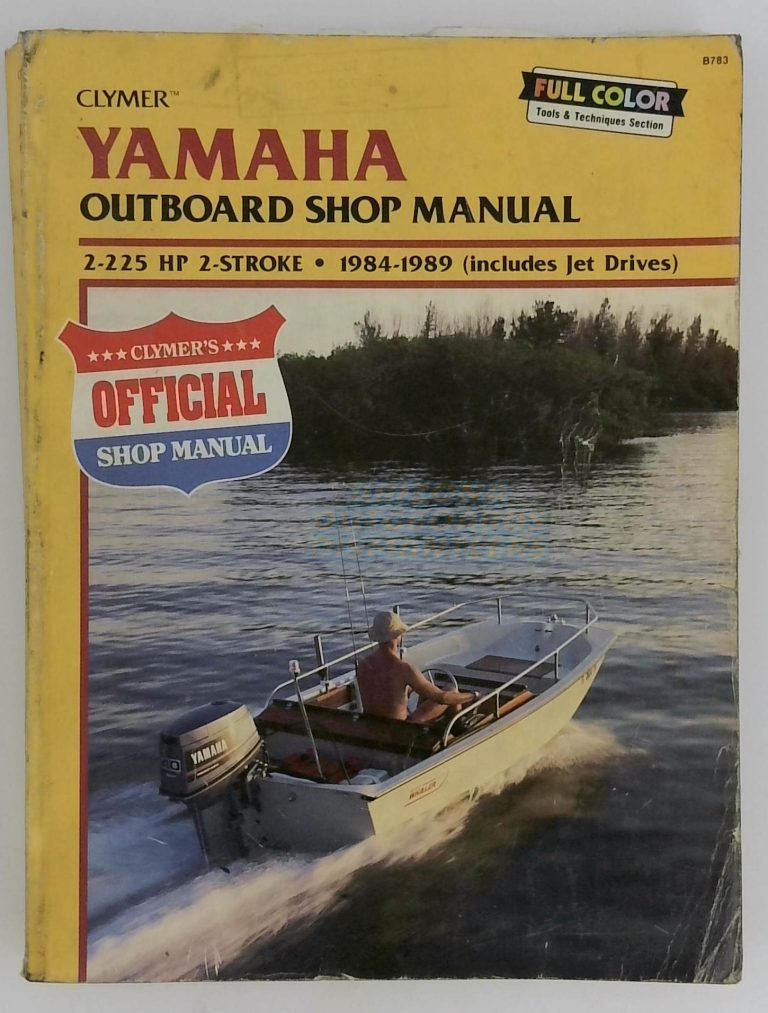 B783
CLYMER™
FULL COLOR
Tools & Techniques Section
YAMAHA
OUTBOARD SHOP MANUAL
2-225 HP 2-STROKE • 1984-1989 (includes Jet Drives)
★★★CLYMER'S★★★
OFFICIAL
SHOP MANUAL
YAMAHA
WHALER